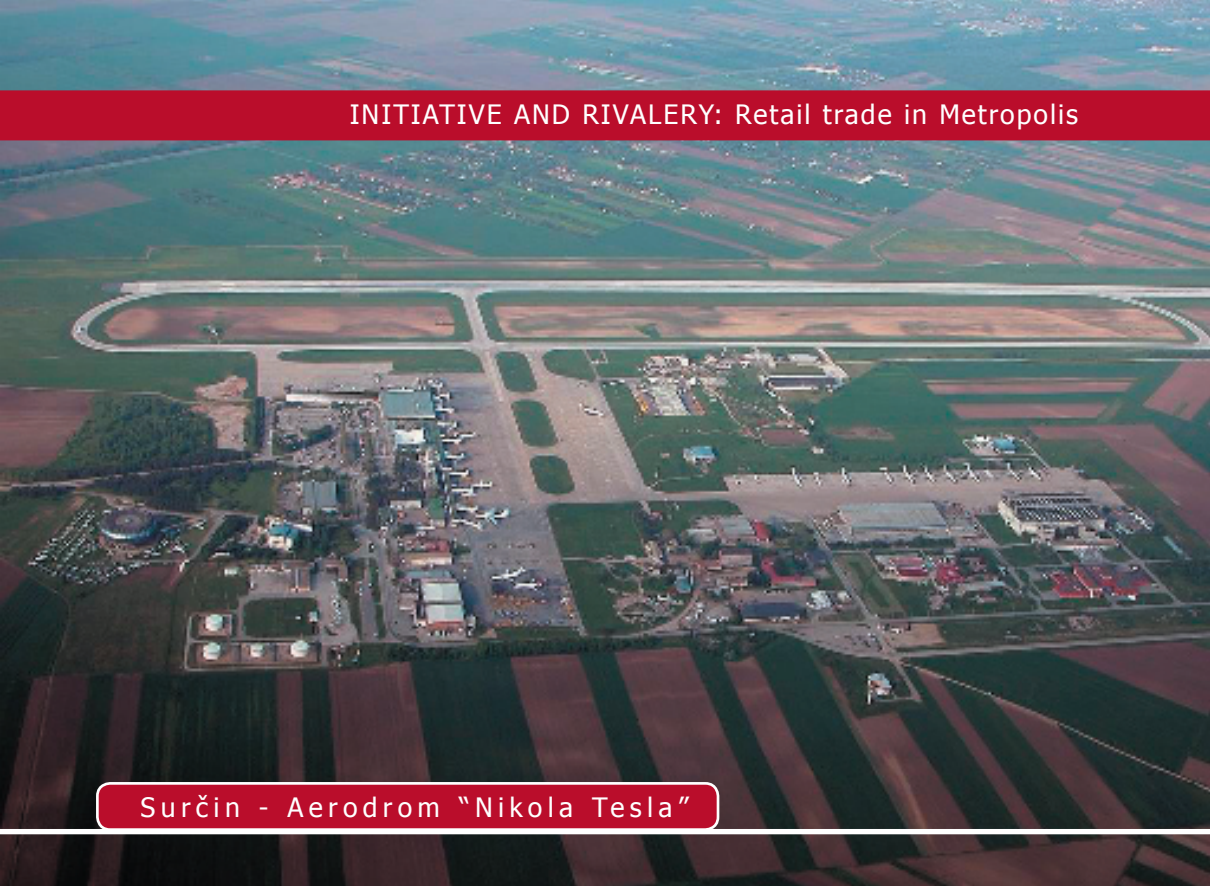 INITIATIVE AND RIVALERY: Retail trade in Metropolis
Surčin - Aerodrom “Nikola Tesla”